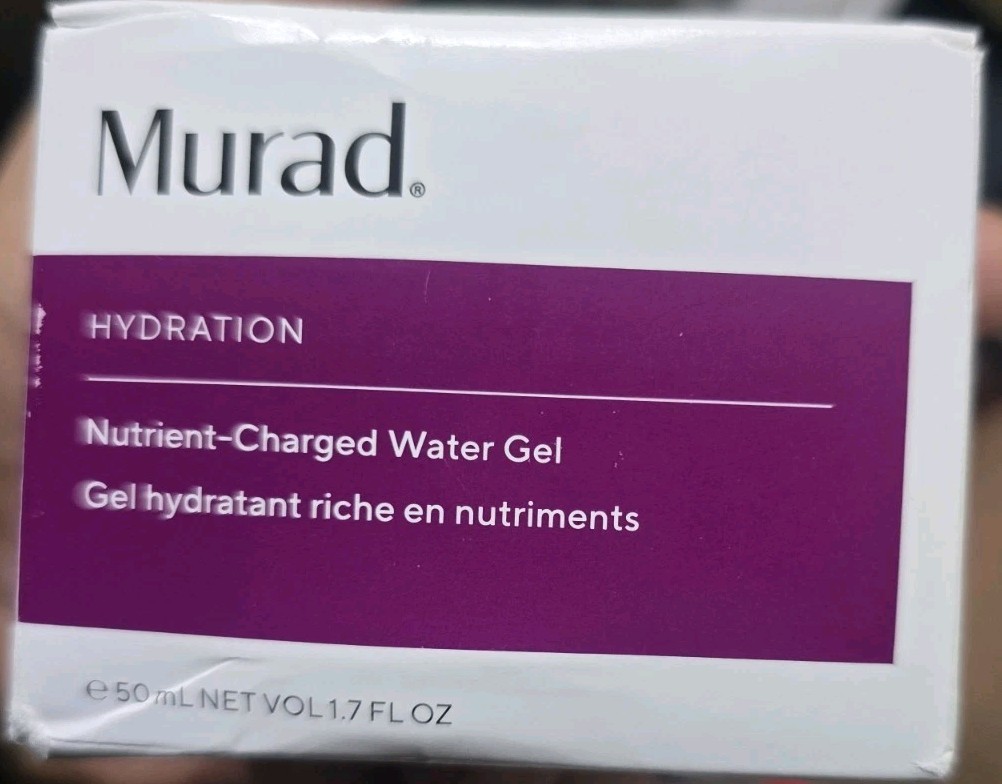 Murad®
HYDRATION
Nutrient-Charged Water Gel
Gel hydratant riche en nutriments
℮ 50 mL NET VOL 1.7 FL OZ